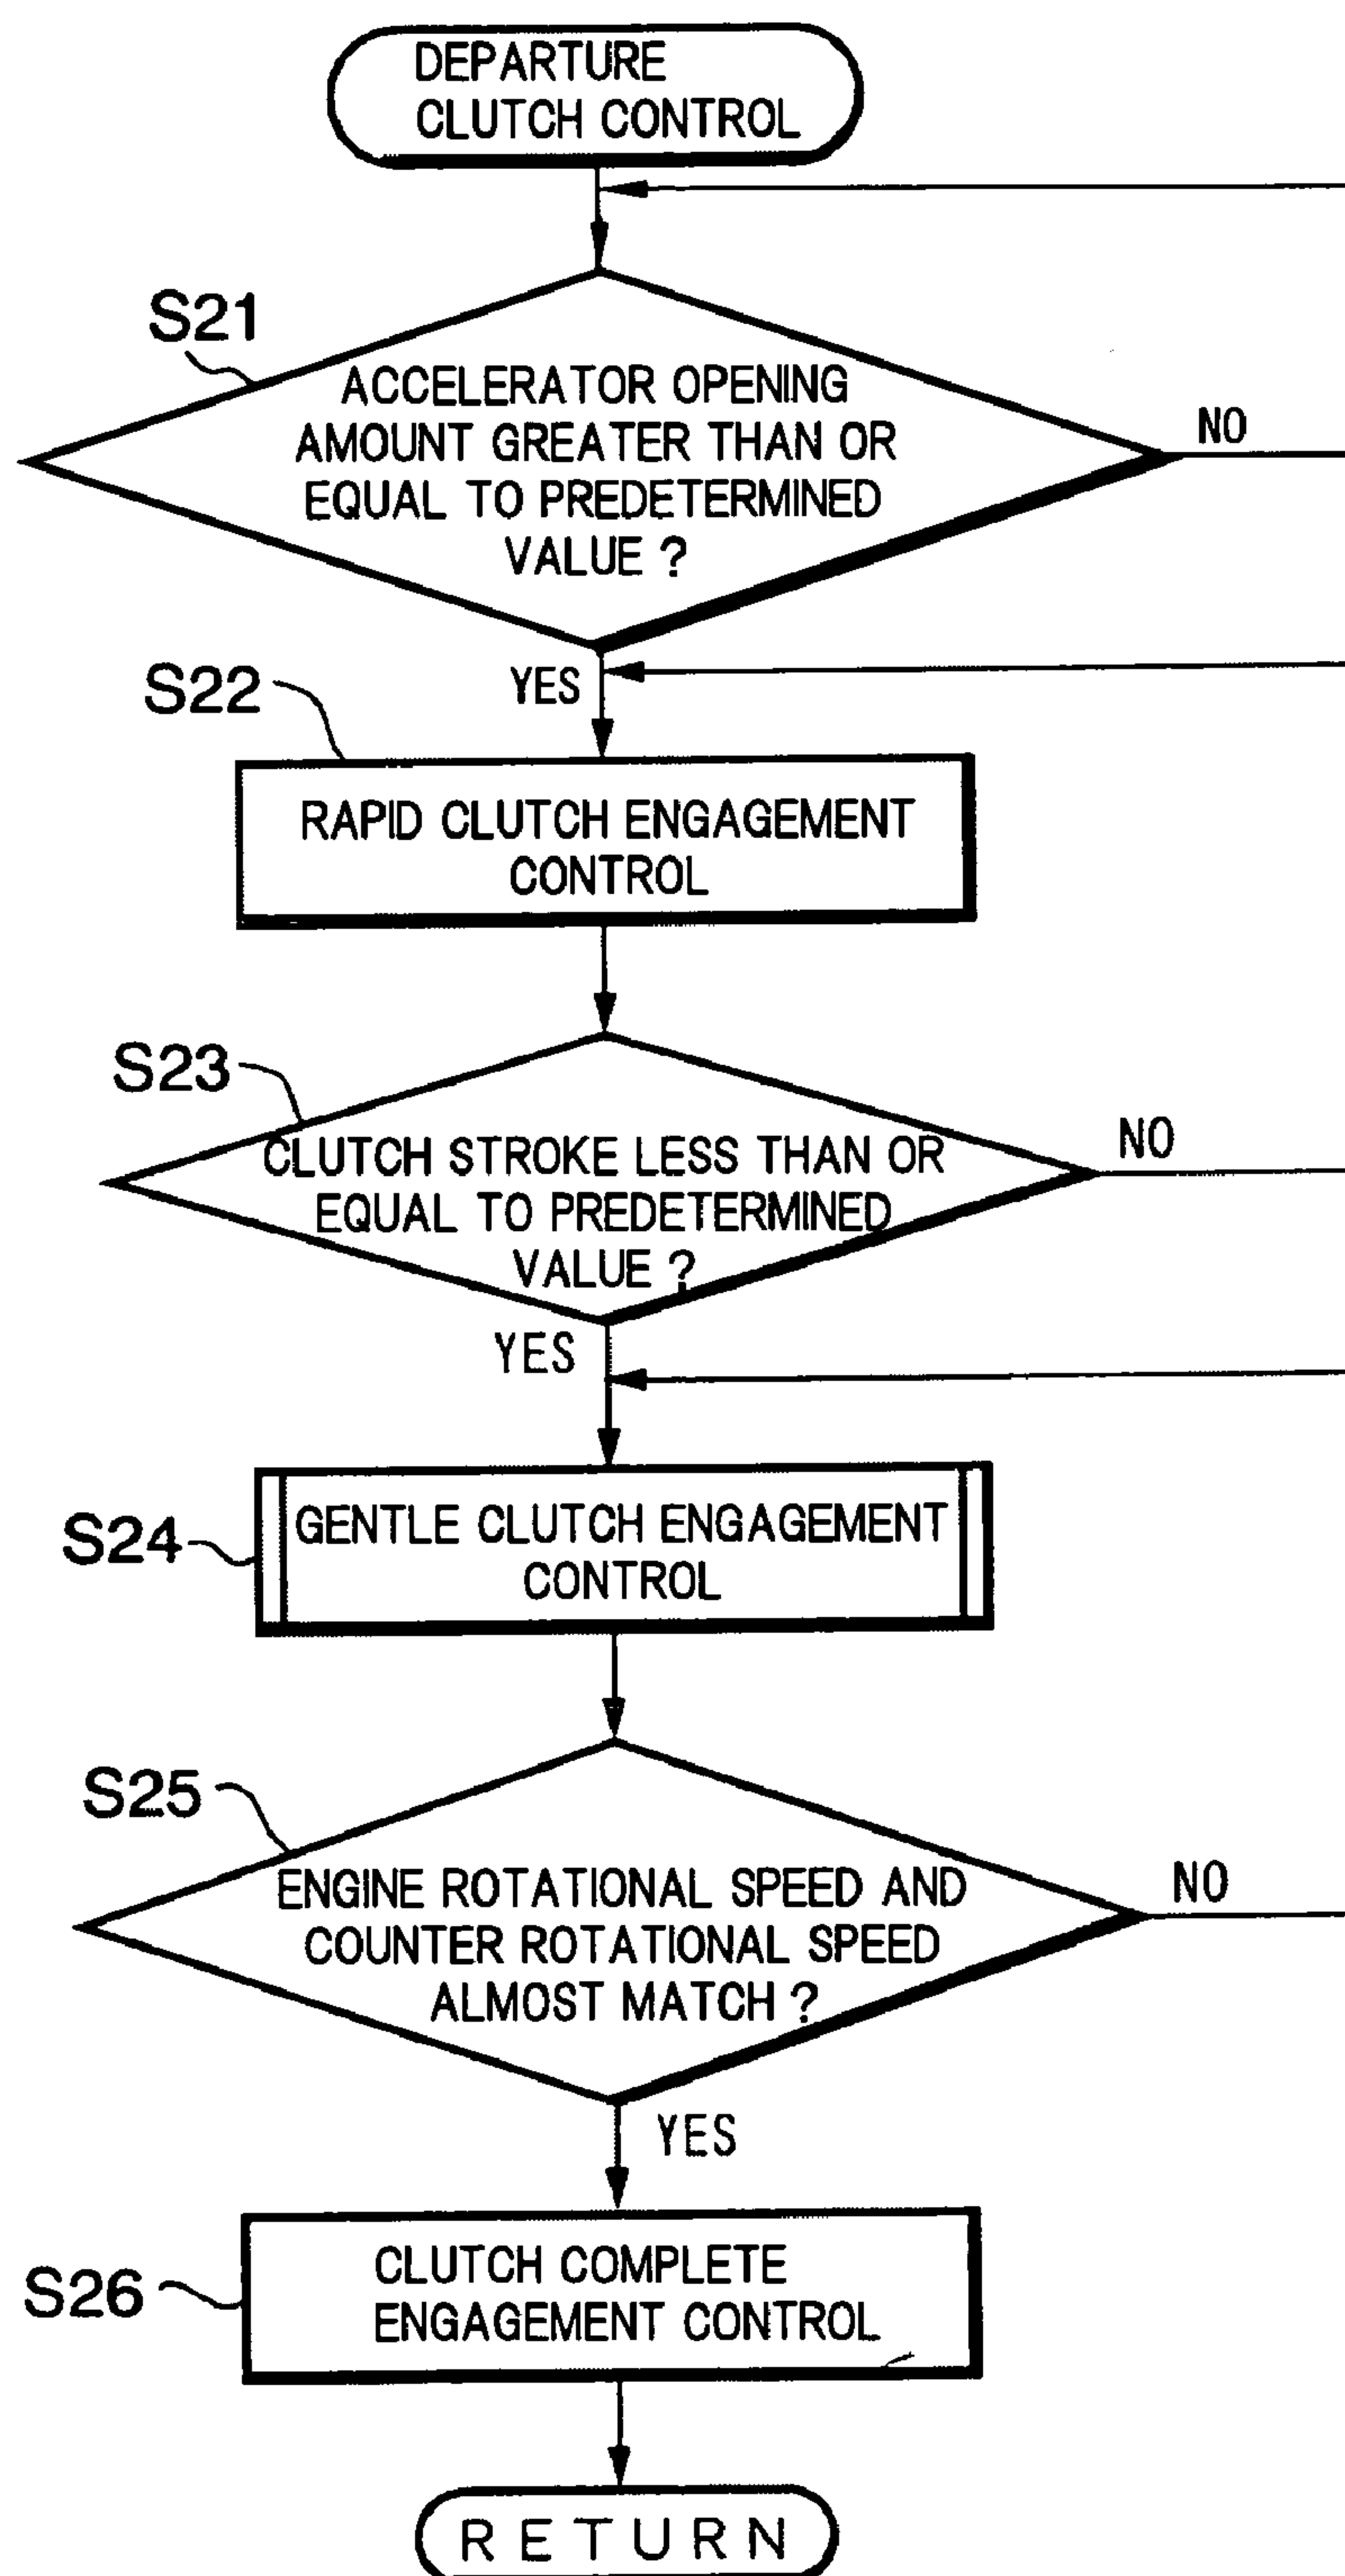 DEPARTURE
CLUTCH CONTROL
S21
ACCELERATOR OPENING
AMOUNT GREATER THAN OR
EQUAL TO PREDETERMINED
VALUE ?
NO
YES
S22
RAPID CLUTCH ENGAGEMENT
CONTROL
S23
CLUTCH STROKE LESS THAN OR
EQUAL TO PREDETERMINED
VALUE ?
NO
YES
S24
GENTLE CLUTCH ENGAGEMENT
CONTROL
S25
ENGINE ROTATIONAL SPEED AND
COUNTER ROTATIONAL SPEED
ALMOST MATCH ?
NO
YES
S26
CLUTCH COMPLETE
ENGAGEMENT CONTROL
RETURN